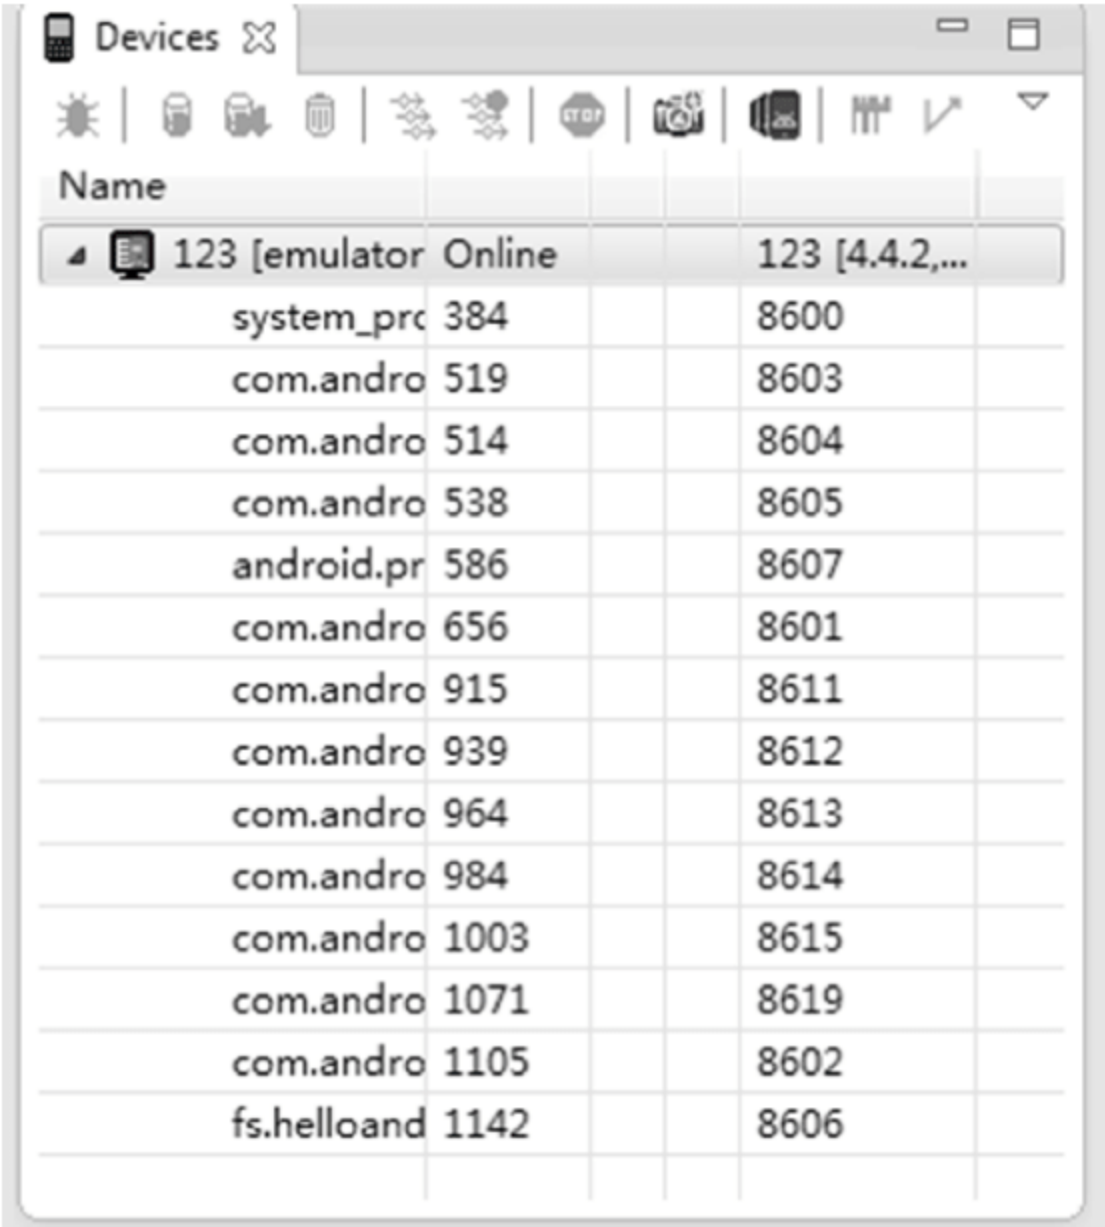 Devices
STOP
Name
123 [emulator Online 123 [4.4.2,...
system_pro 384 8600
com.andro 519 8603
com.andro 514 8604
com.andro 538 8605
android.pr 586 8607
com.andro 656 8601
com.andro 915 8611
com.andro 939 8612
com.andro 964 8613
com.andro 984 8614
com.andro 1003 8615
com.andro 1071 8619
com.andro 1105 8602
fs.helloand 1142 8606